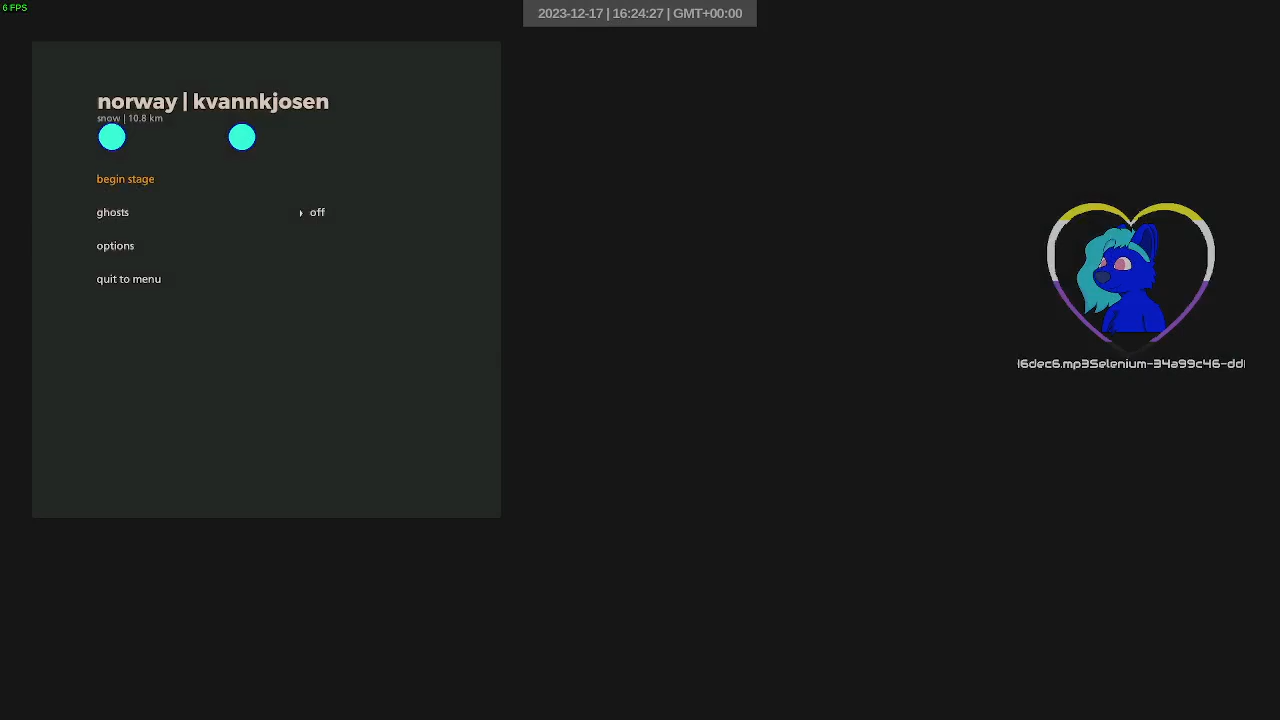 6 FPS
2023-12-17 | 16:24:27 | GMT+00:00
norway | kvannkjosen
snow | 10.8 km
begin stage
ghosts off
options
quit to menu
16dec6.mp3Selenium-34a99c46-dd